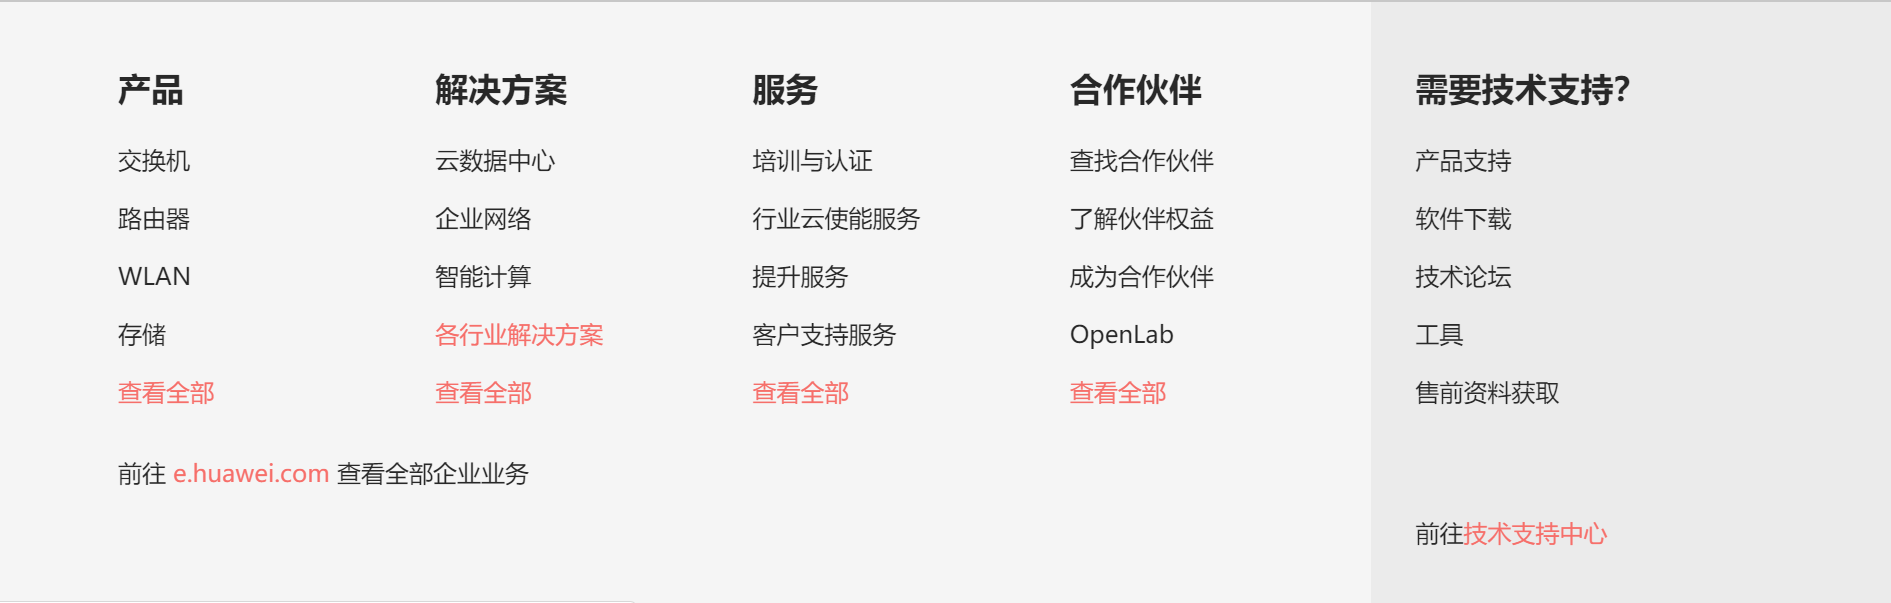 产品
交换机
路由器
WLAN
存储
查看全部
解决方案
云数据中心
企业网络
智能计算
各行业解决方案
查看全部
服务
培训与认证
行业云使能服务
提升服务
客户支持服务
查看全部
合作伙伴
查找合作伙伴
了解伙伴权益
成为合作伙伴
OpenLab
查看全部
前往 e.huawei.com 查看全部企业业务
需要技术支持？
产品支持
软件下载
技术论坛
工具
售前资料获取
前往技术支持中心